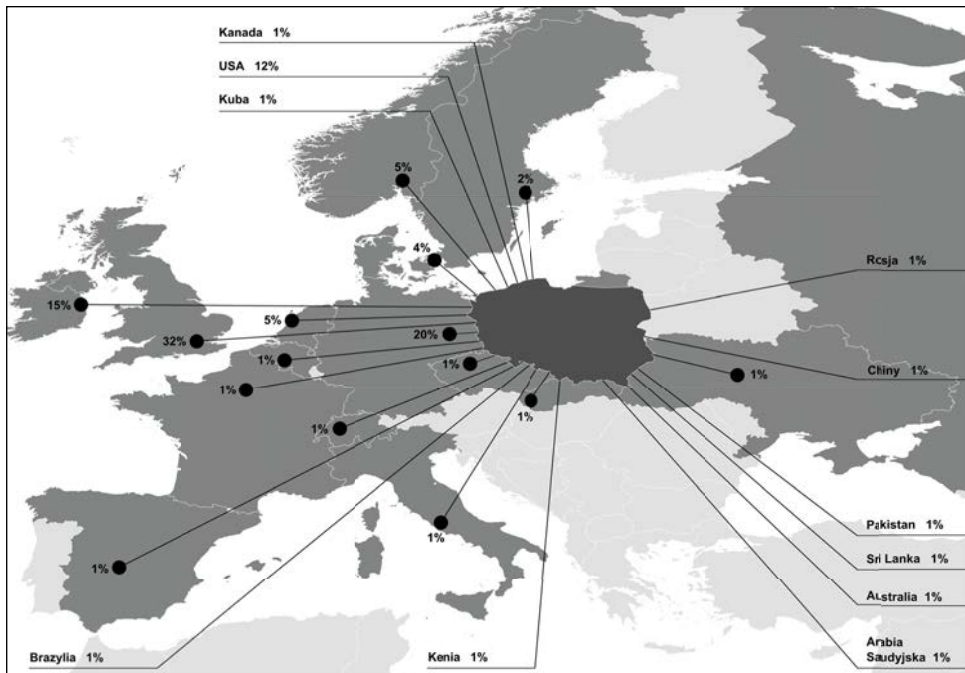 Kanada 1%
USA 12%
Kuba 1%
5%
2%
4%
Rosja 1%
15%
5%
32%
20%
1%
1%
Chiny 1%
1%
1%
1%
1%
Pakistan 1%
1%
Sri Lanka 1%
1%
Australia 1%
Arabia
Brazylia 1%
Kenia 1%
Saudyjska 1%